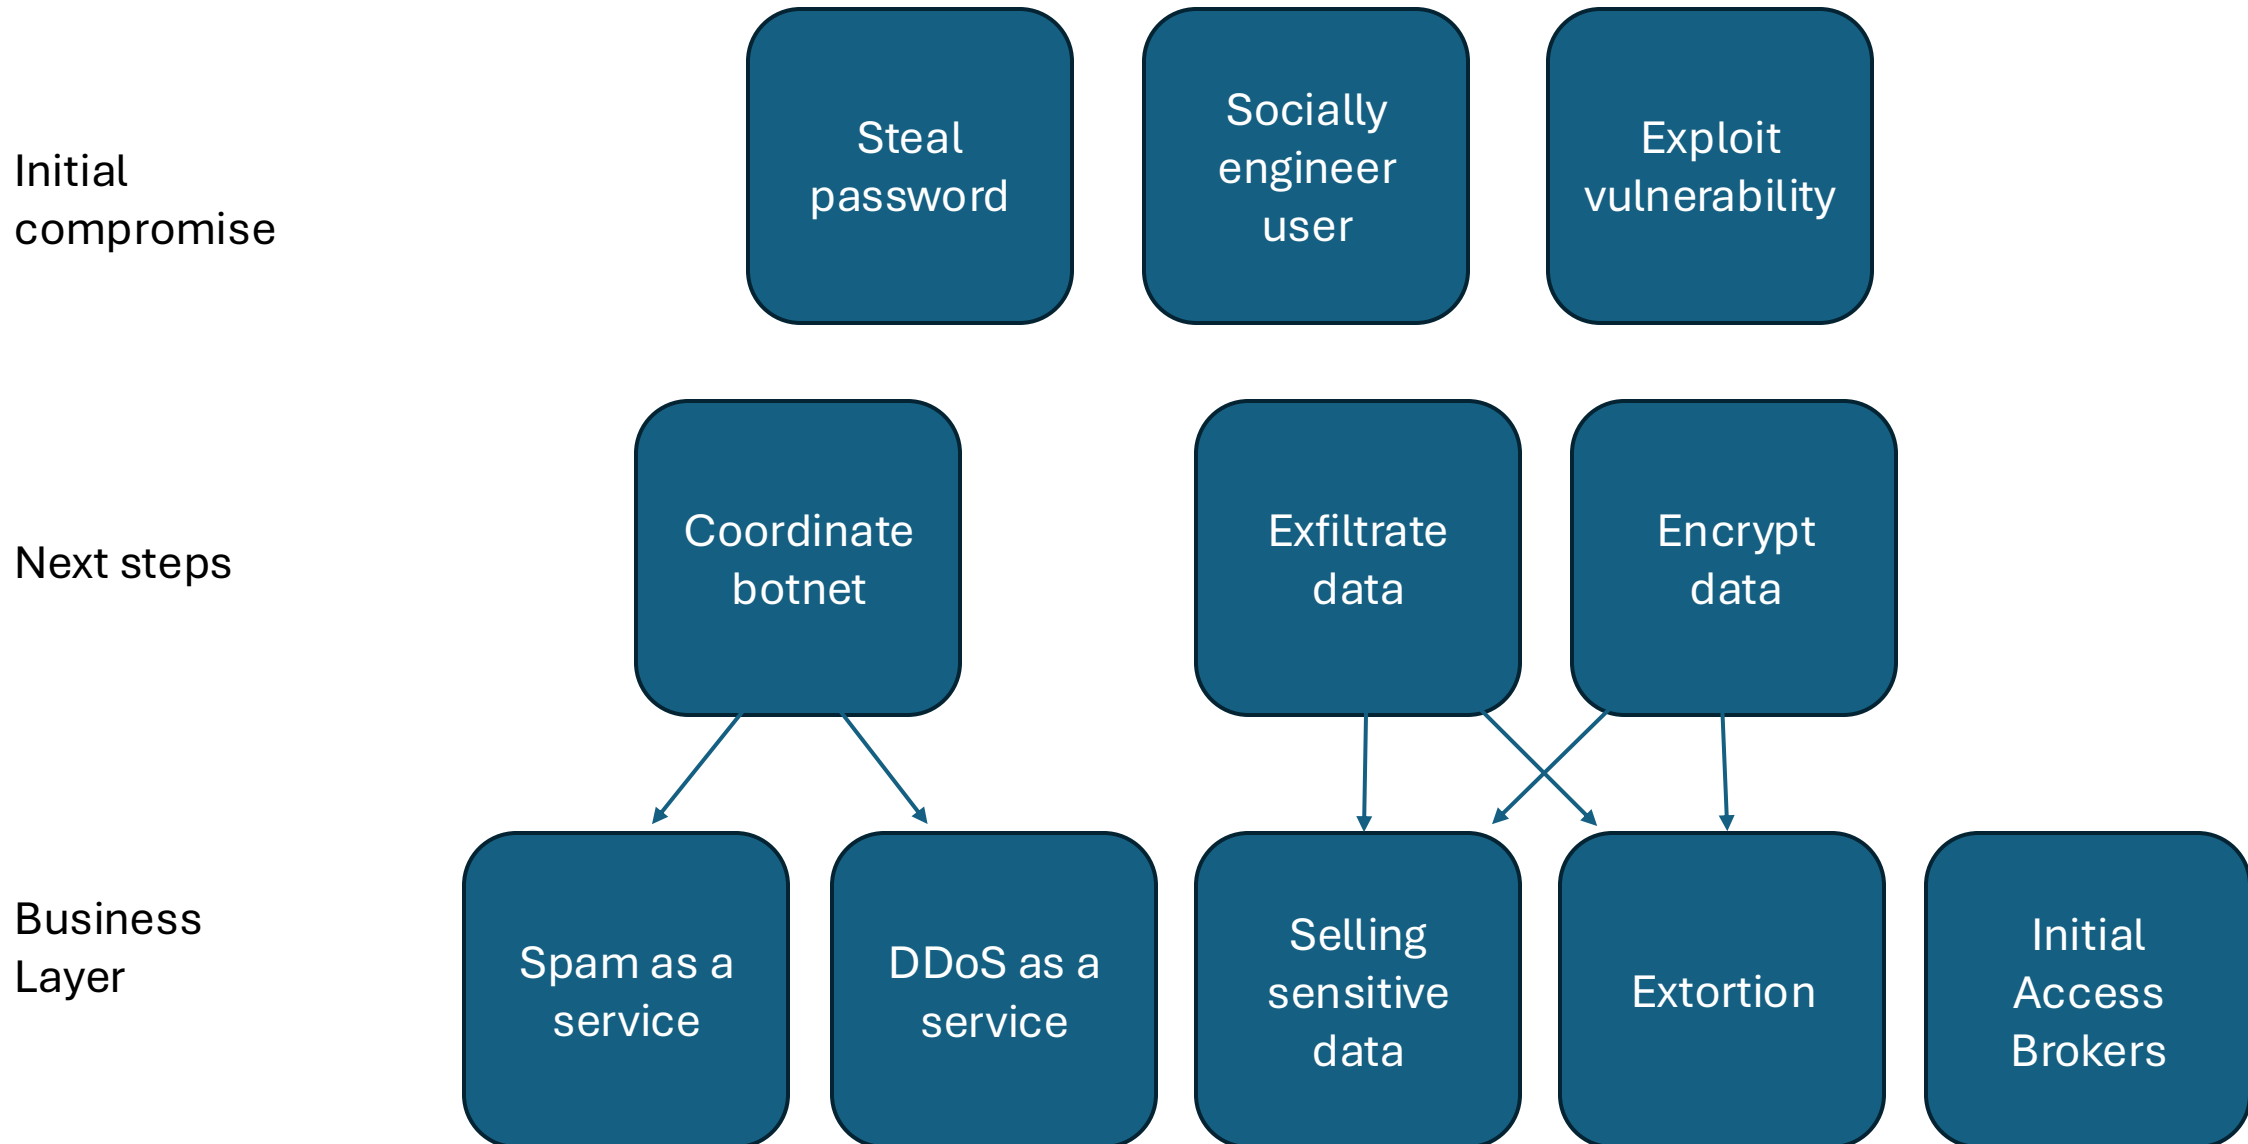 Initial
compromise
Steal
password
Socially
engineer
user
Exploit
vulnerability
Next steps
Coordinate
botnet
Exfiltrate
data
Encrypt
data
Business
Layer
Spam as a
service
DDoS as a
service
Selling
sensitive
data
Extortion
Initial
Access
Brokers